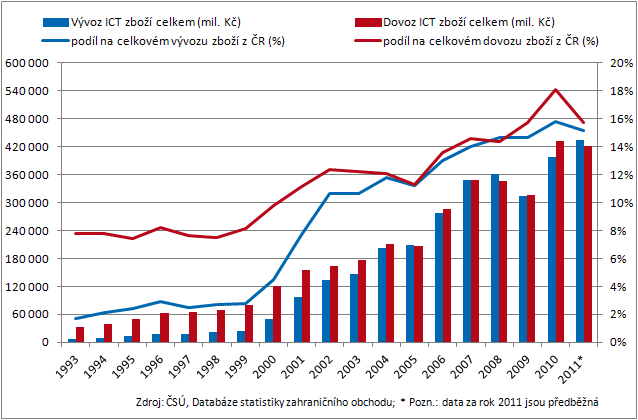 Vývoz ICT zboží celkem (mil. Kč) Dovoz ICT zboží celkem (mil. Kč)
podíl na celkovém vývozu zboží z ČR (%) podíl na celkovém dovozu zboží z ČR (%)
600 000 20%
540 000 18%
480 000 16%
420 000 14%
360 000 12%
300 000 10%
240 000 8%
180 000 6%
120 000 4%
60 000 2%
0 0%
1993 1994 1995 1996 1997 1998 1999 2000 2001 2002 2003 2004 2005 2006 2007 2008 2009 2010 2011*
Zdroj: ČSÚ, Databáze statistiky zahraničního obchodu; * Pozn.: data za rok 2011 jsou předběžná